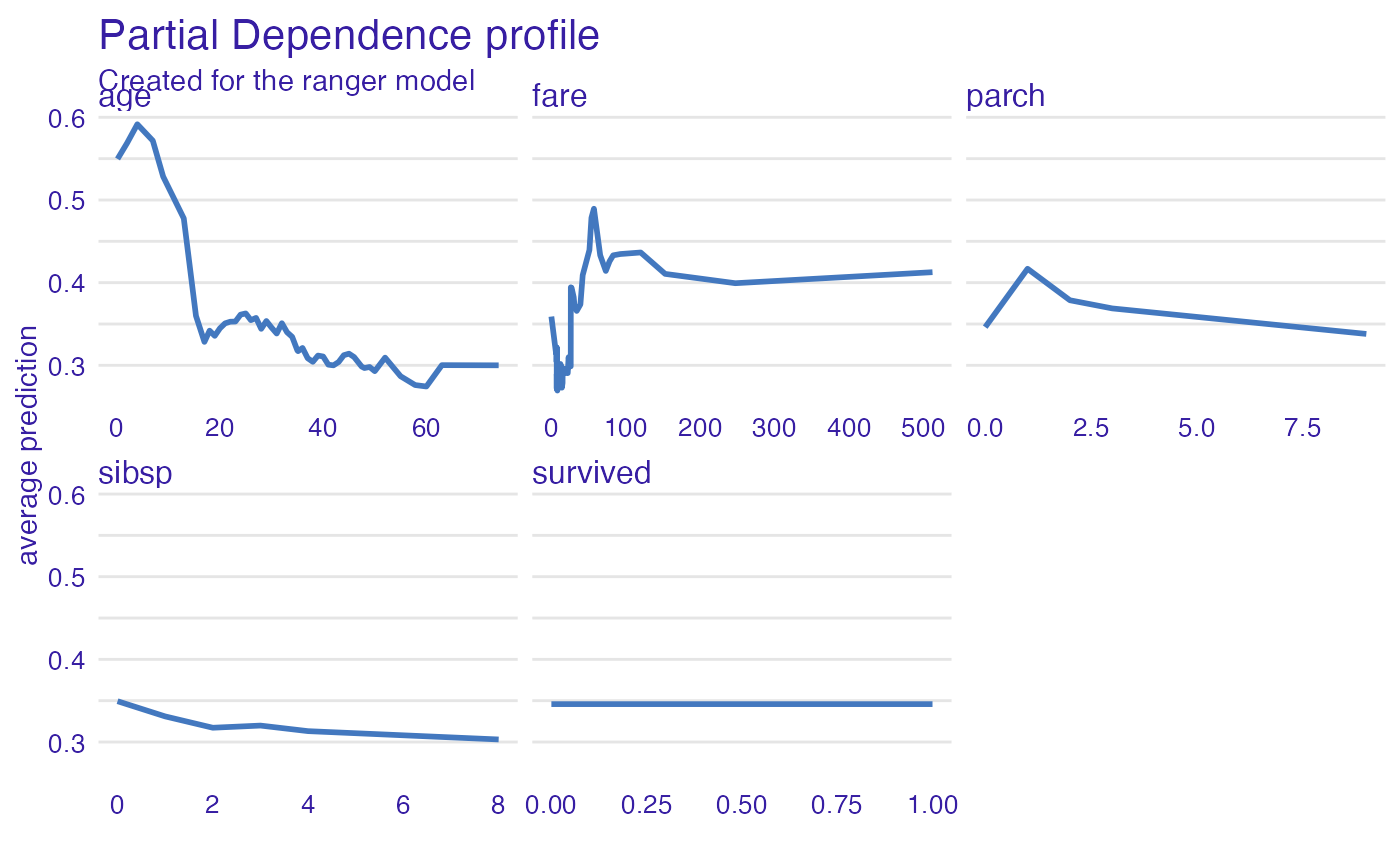 Partial Dependence profile
Created for the ranger model
age fare parch
0.6
0.5
0.4
0.3
0 20 40 60 0 100 200 300 400 500 0.0 2.5 5.0 7.5
average prediction
sibsp survived
0.6
0.5
0.4
0.3
0 2 4 6 8 0.00 0.25 0.50 0.75 1.00